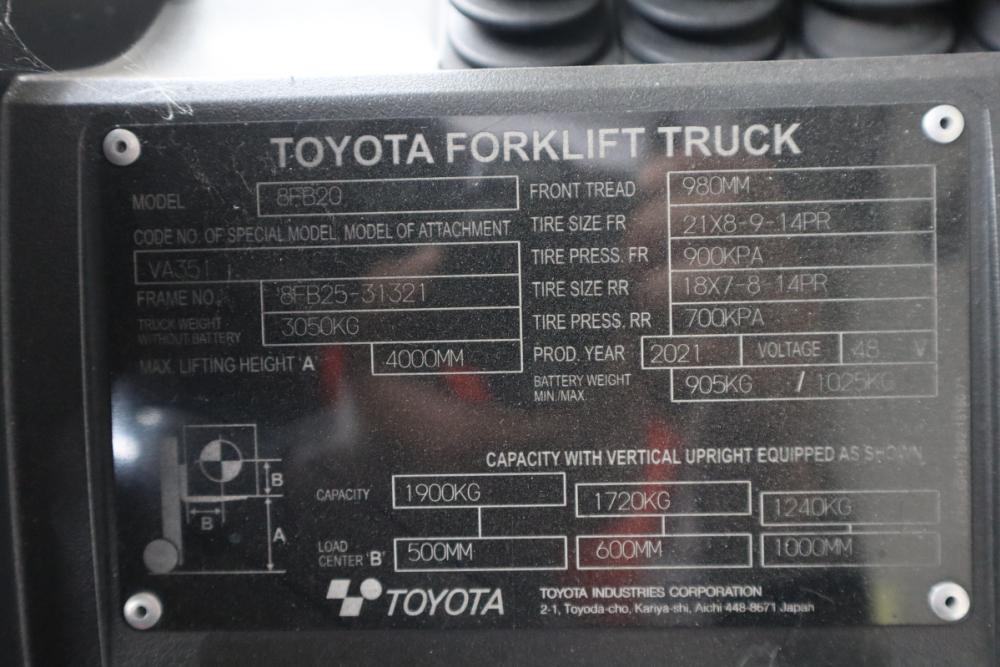 TOYOTA FORKLIFT TRUCK
MODEL 8FB20
CODE NO. OF SPECIAL MODEL, MODEL OF ATTACHMENT
VA351
FRAME NO. 8FB25-31321
TRUCK WEIGHT WITHOUT BATTERY 3050KG
MAX. LIFTING HEIGHT 'A' 4000MM
FRONT TREAD 980MM
TIRE SIZE FR 21X8-9-14PR
TIRE PRESS. FR 900KPA
TIRE SIZE RR 18X7-8-14PR
TIRE PRESS. RR 700KPA
PROD. YEAR 2021 VOLTAGE 48 V
BATTERY WEIGHT MIN./MAX. 905KG / 1025KG
CAPACITY WITH VERTICAL UPRIGHT EQUIPPED AS SHOWN
B
B
A
CAPACITY 1900KG 1720KG 1240KG
LOAD CENTER 'B' 500MM 600MM 1000MM
TOYOTA
TOYOTA INDUSTRIES CORPORATION
2-1, Toyoda-cho, Kariya-shi, Aichi 448-8671 Japan